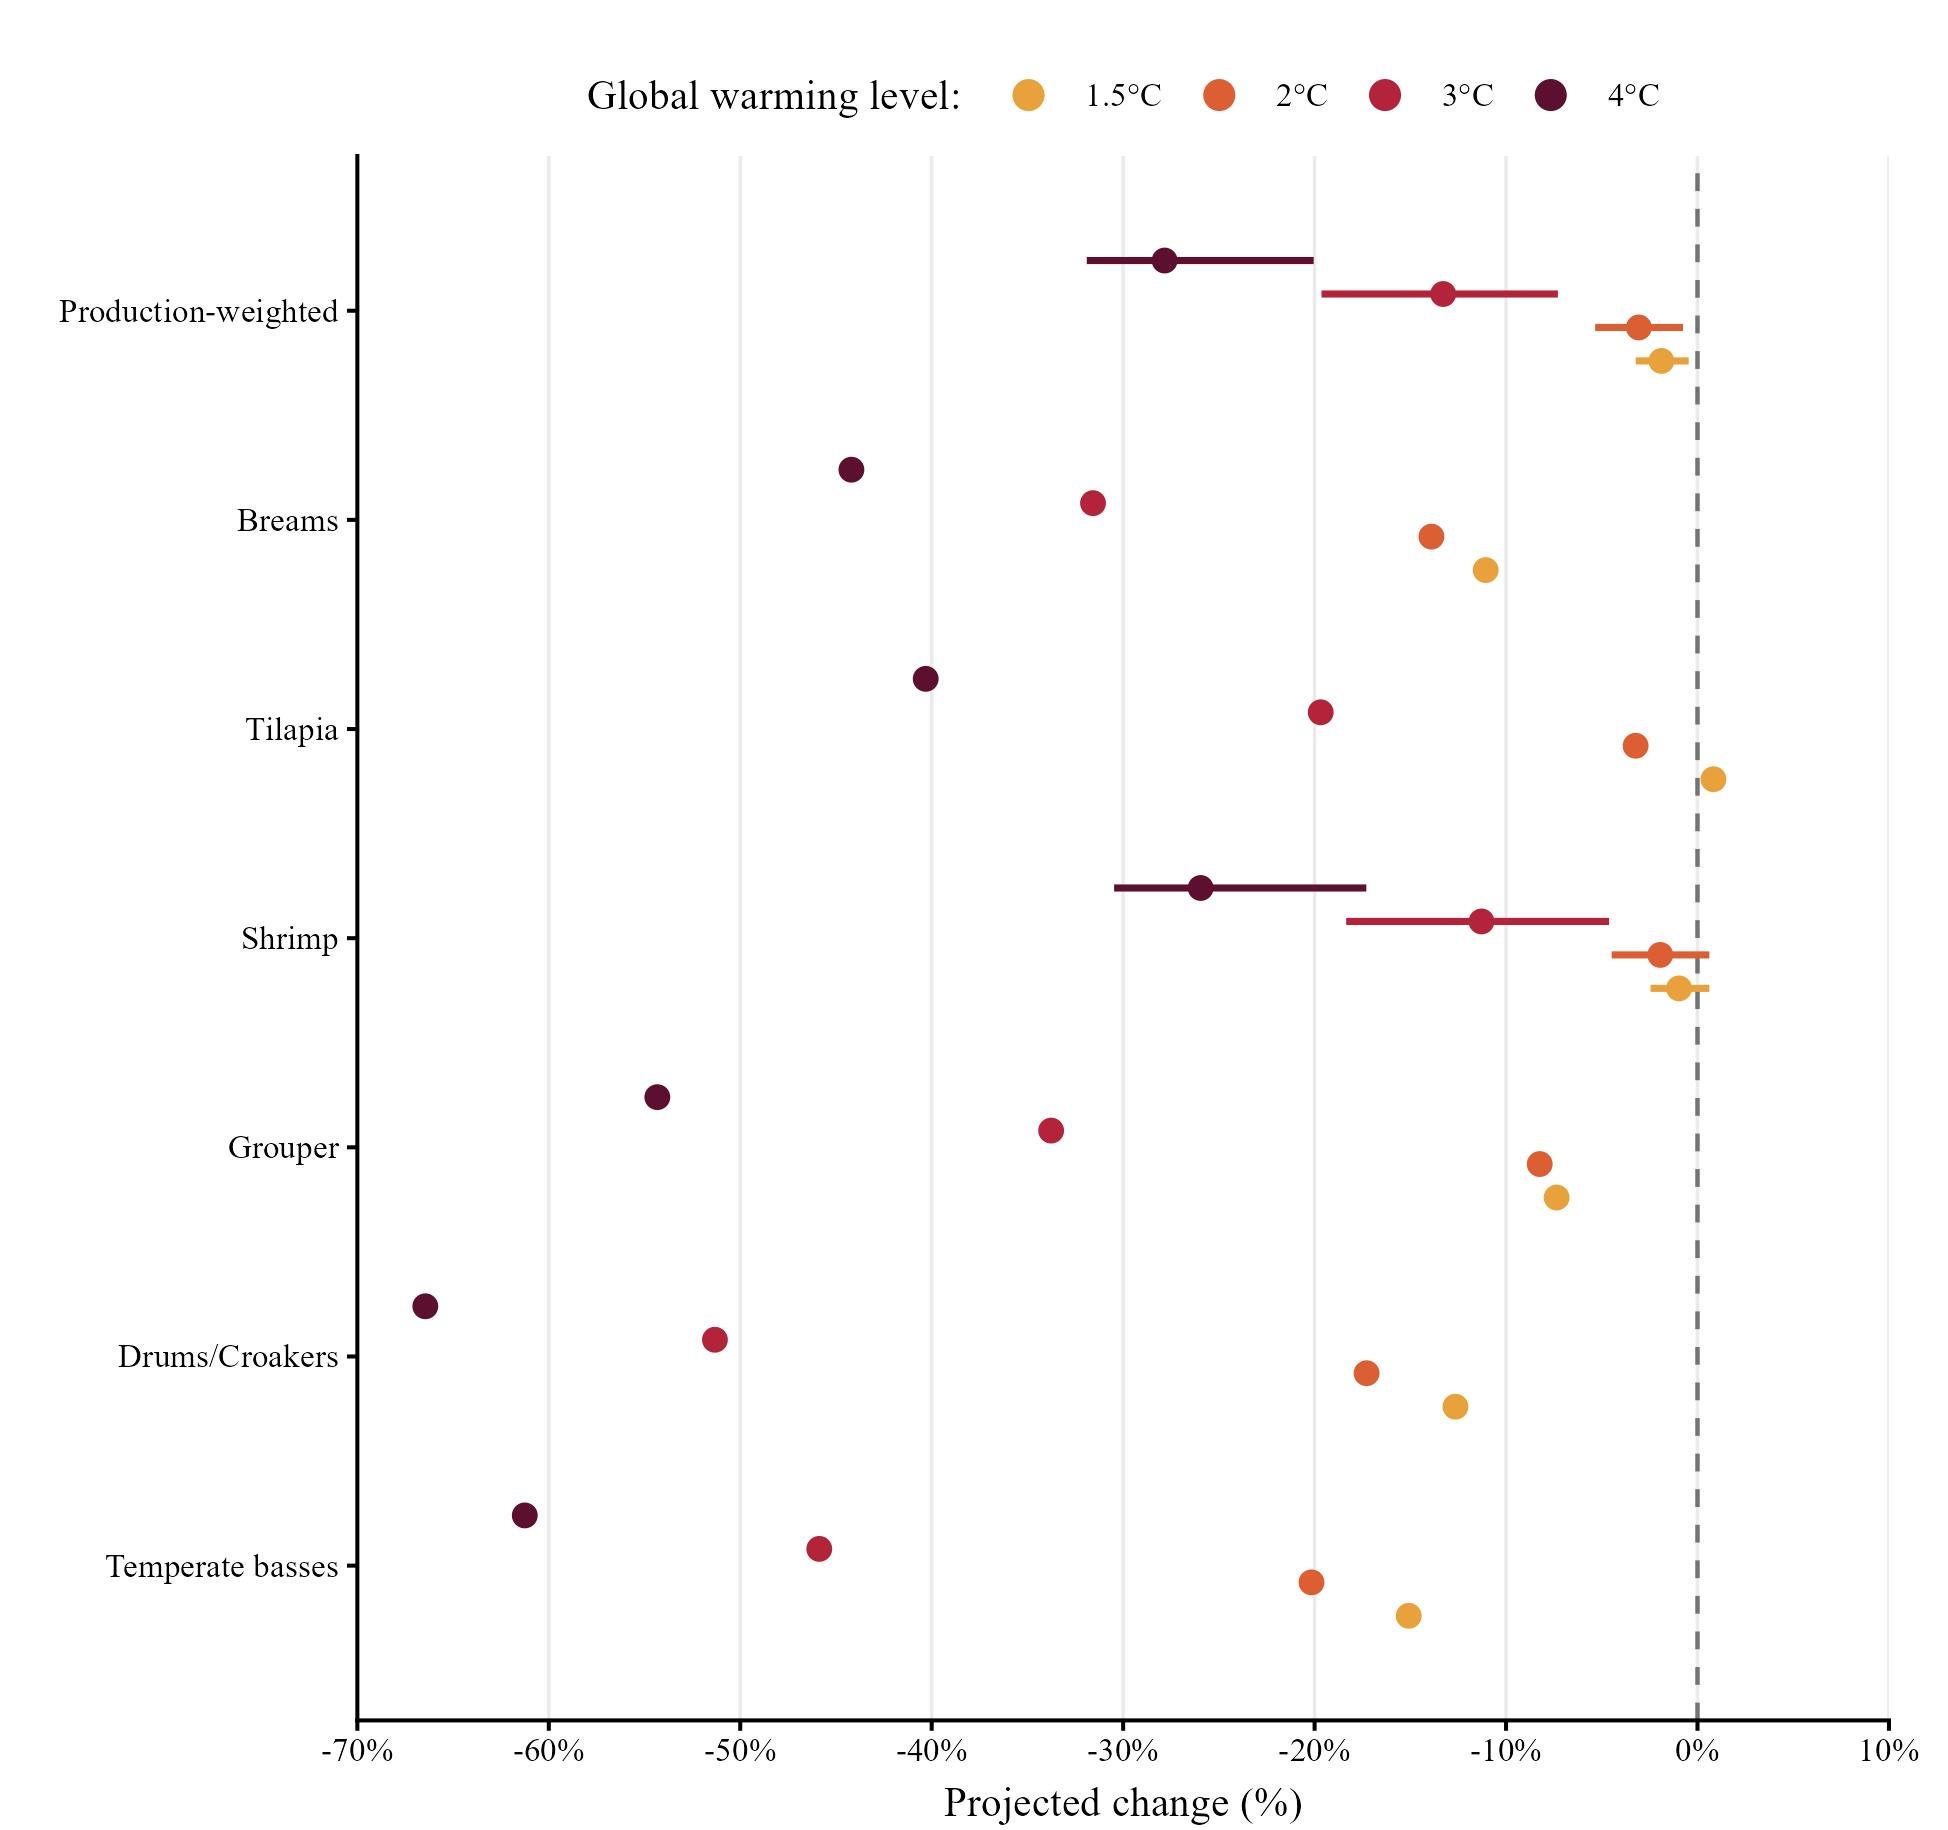 Global warming level: 1.5°C 2°C 3°C 4°C
Production-weighted
Breams
Tilapia
Shrimp
Grouper
Drums/Croakers
Temperate basses
-70% -60% -50% -40% -30% -20% -10% 0% 10%
Projected change (%)